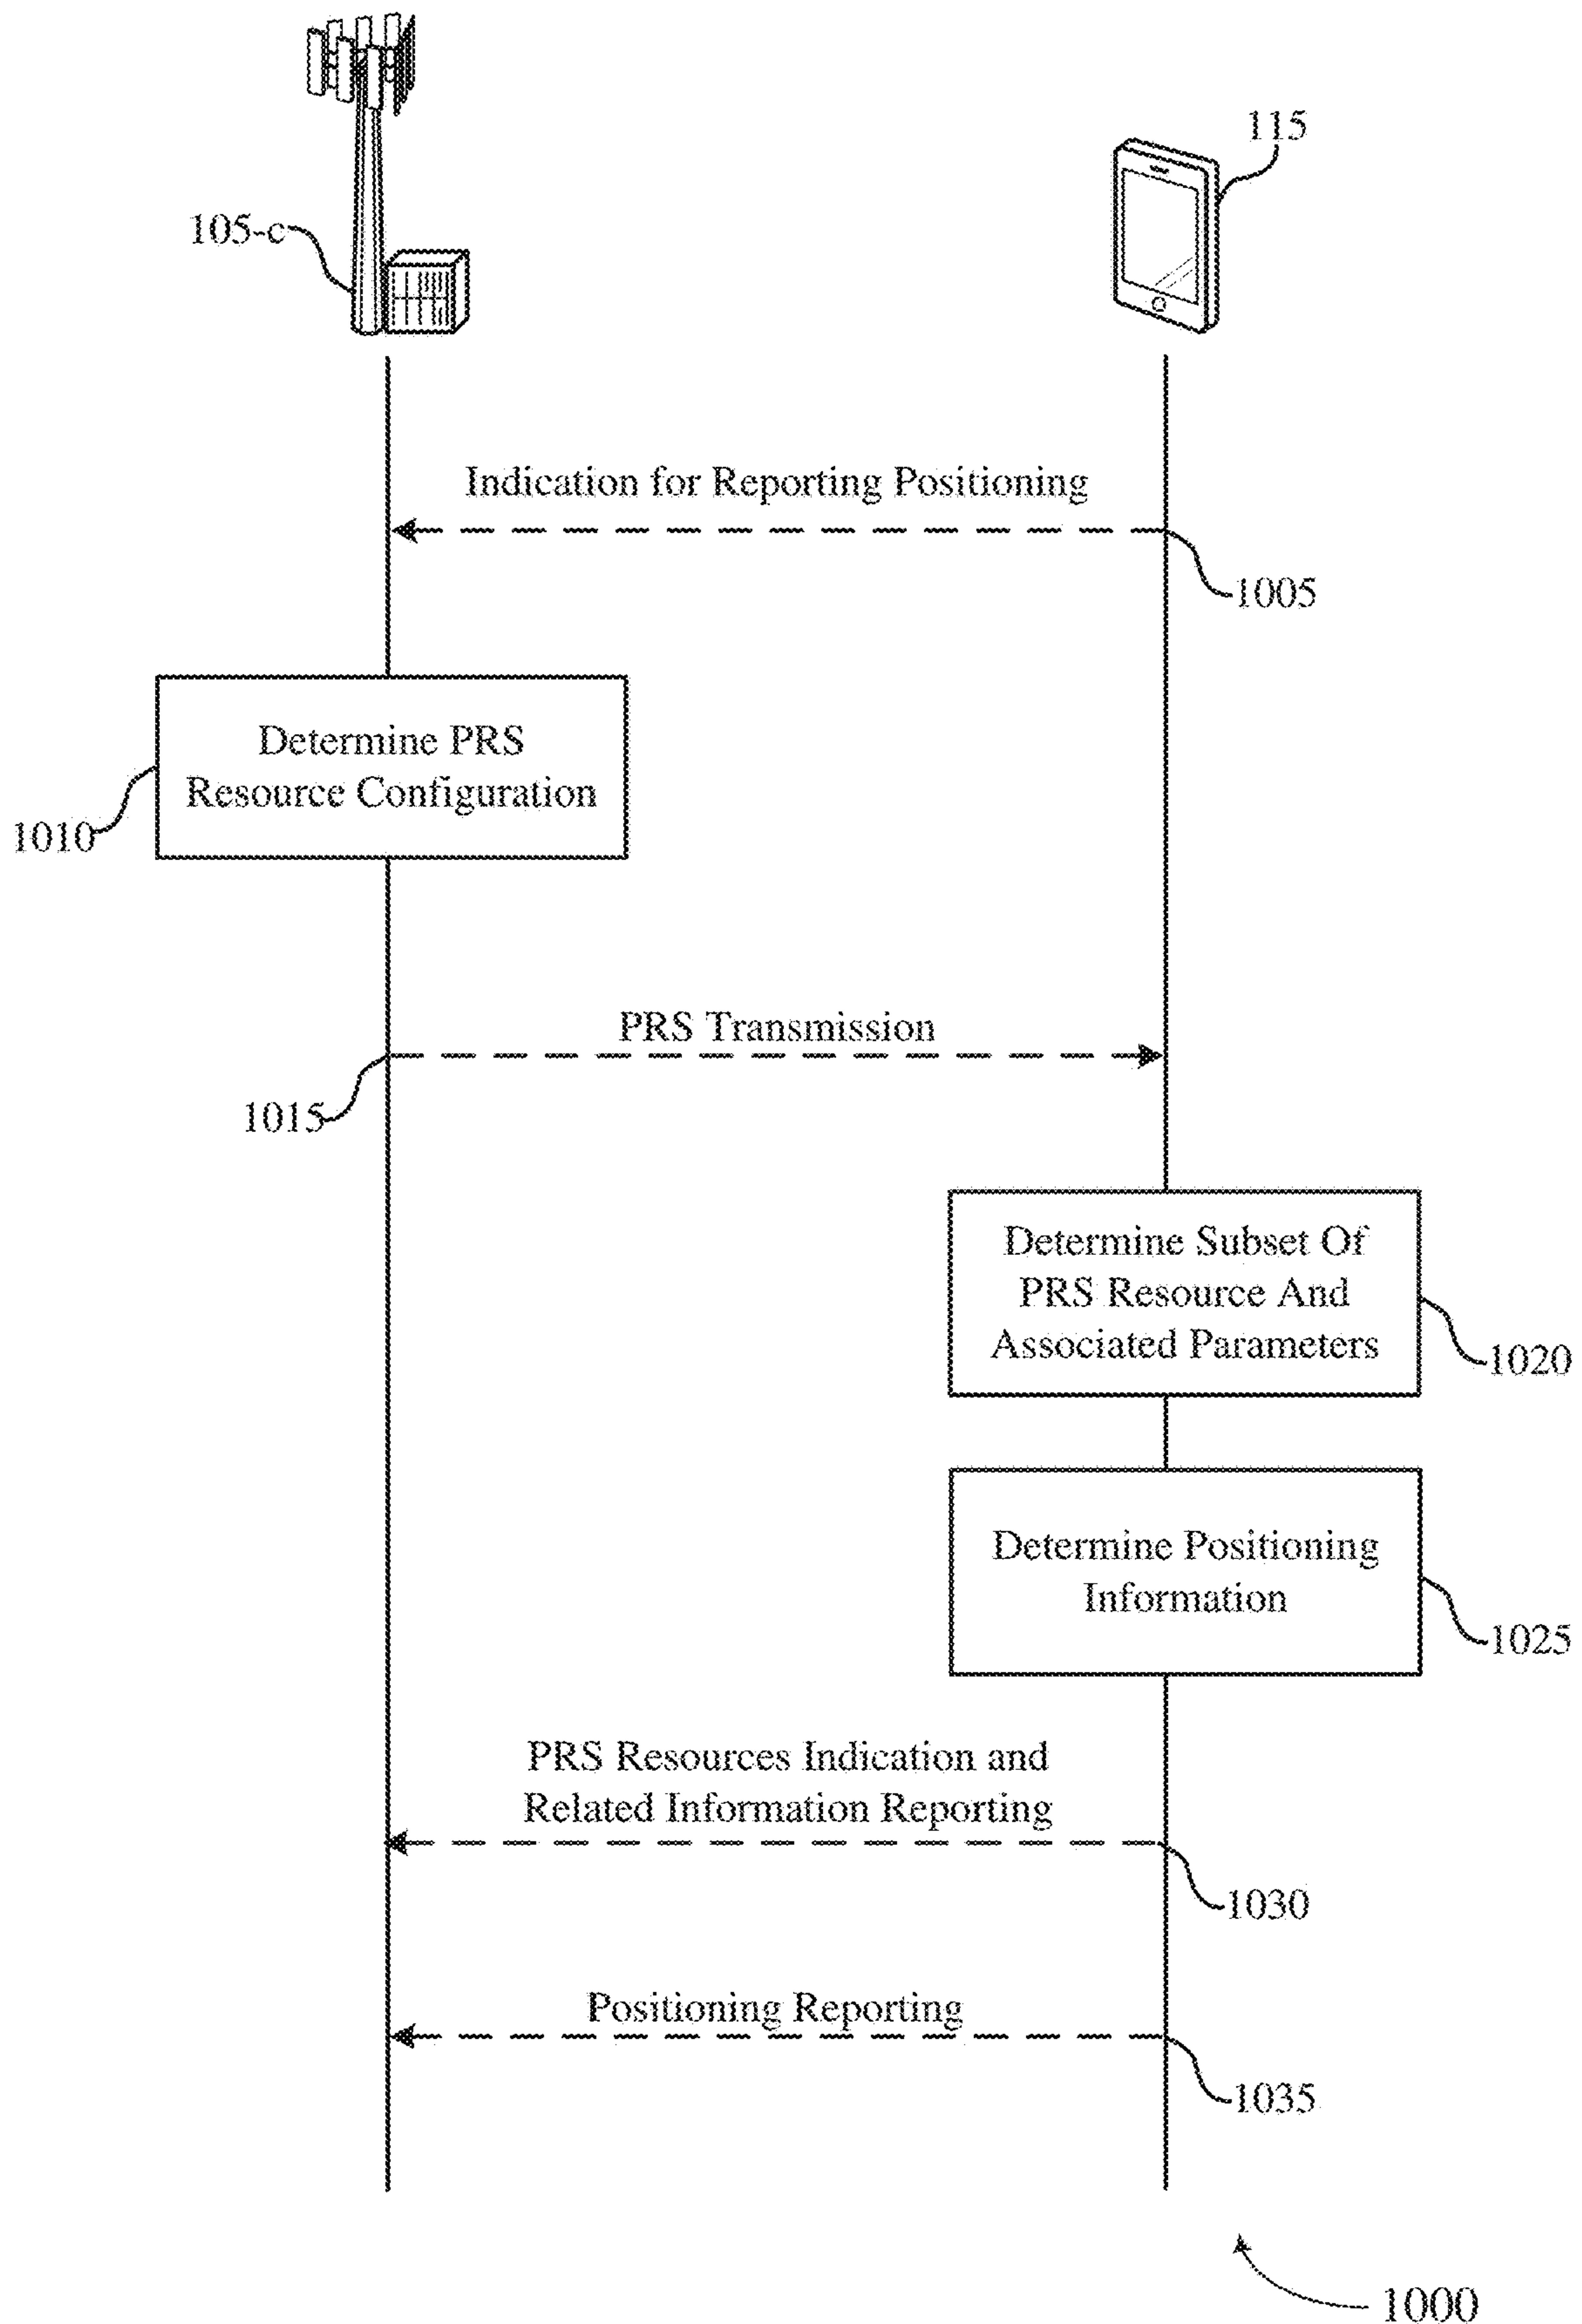 115
105-c
Indication for Reporting Positioning
1005
Determine PRS
Resource Configuration
1010
PRS Transmission
1015
Determine Subset Of
PRS Resource And
Associated Parameters
1020
Determine Positioning
Information
1025
PRS Resources Indication and
Related Information Reporting
1030
Positioning Reporting
1035
1000